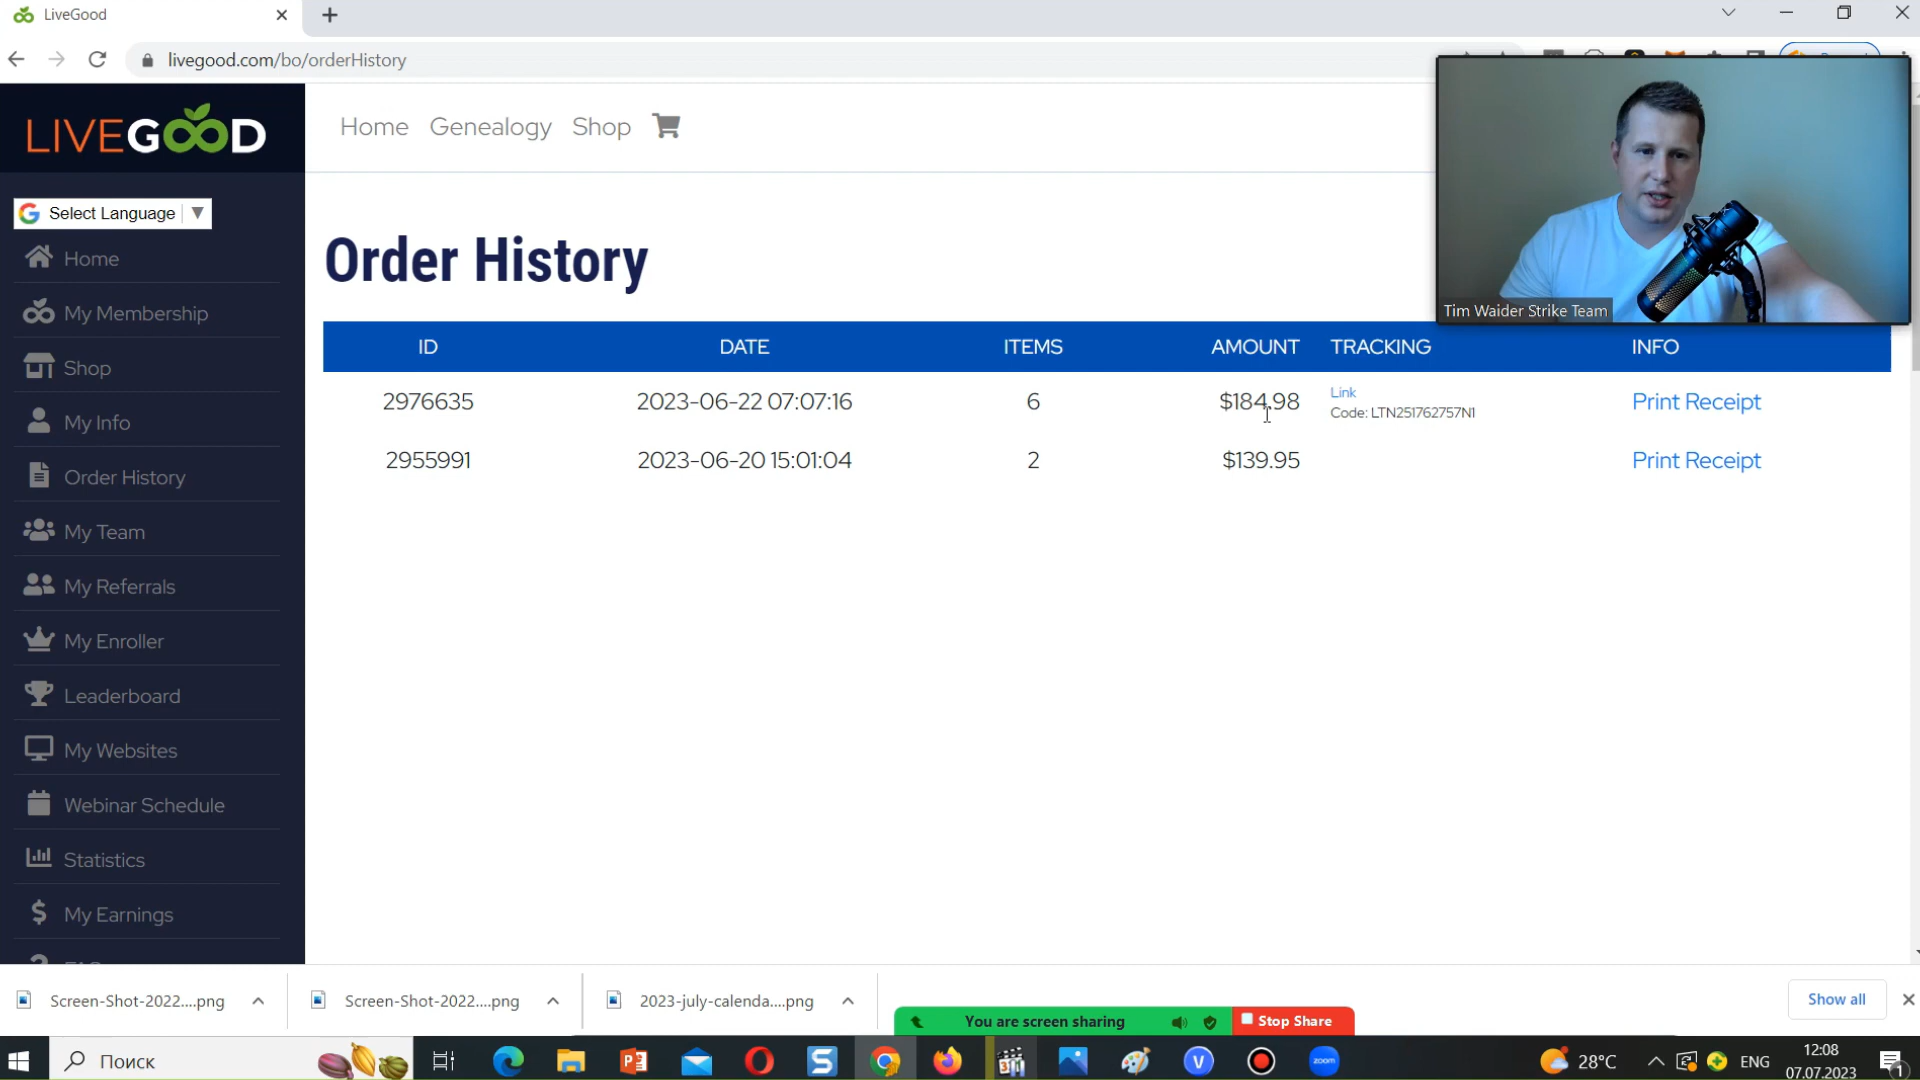 LiveGood
livegood.com/bo/orderHistory
LIVEGOOD
Home Genealogy Shop
Select Language ▼
Home
My Membership
Shop
My Info
Order History
My Team
My Referrals
My Enroller
Leaderboard
My Websites
Webinar Schedule
Statistics
My Earnings
Order History
Tim Waider Strike Team
ID DATE ITEMS AMOUNT TRACKING INFO
2976635 2023-06-22 07:07:16 6 $184.98 Link Print Receipt
Code: LTN251762757N1
2955991 2023-06-20 15:01:04 2 $139.95 Print Receipt
Screen-Shot-2022....png Screen-Shot-2022....png 2023-july-calenda....png Show all
You are screen sharing Stop Share
Поиск 28°C ENG 12:08
07.07.2023